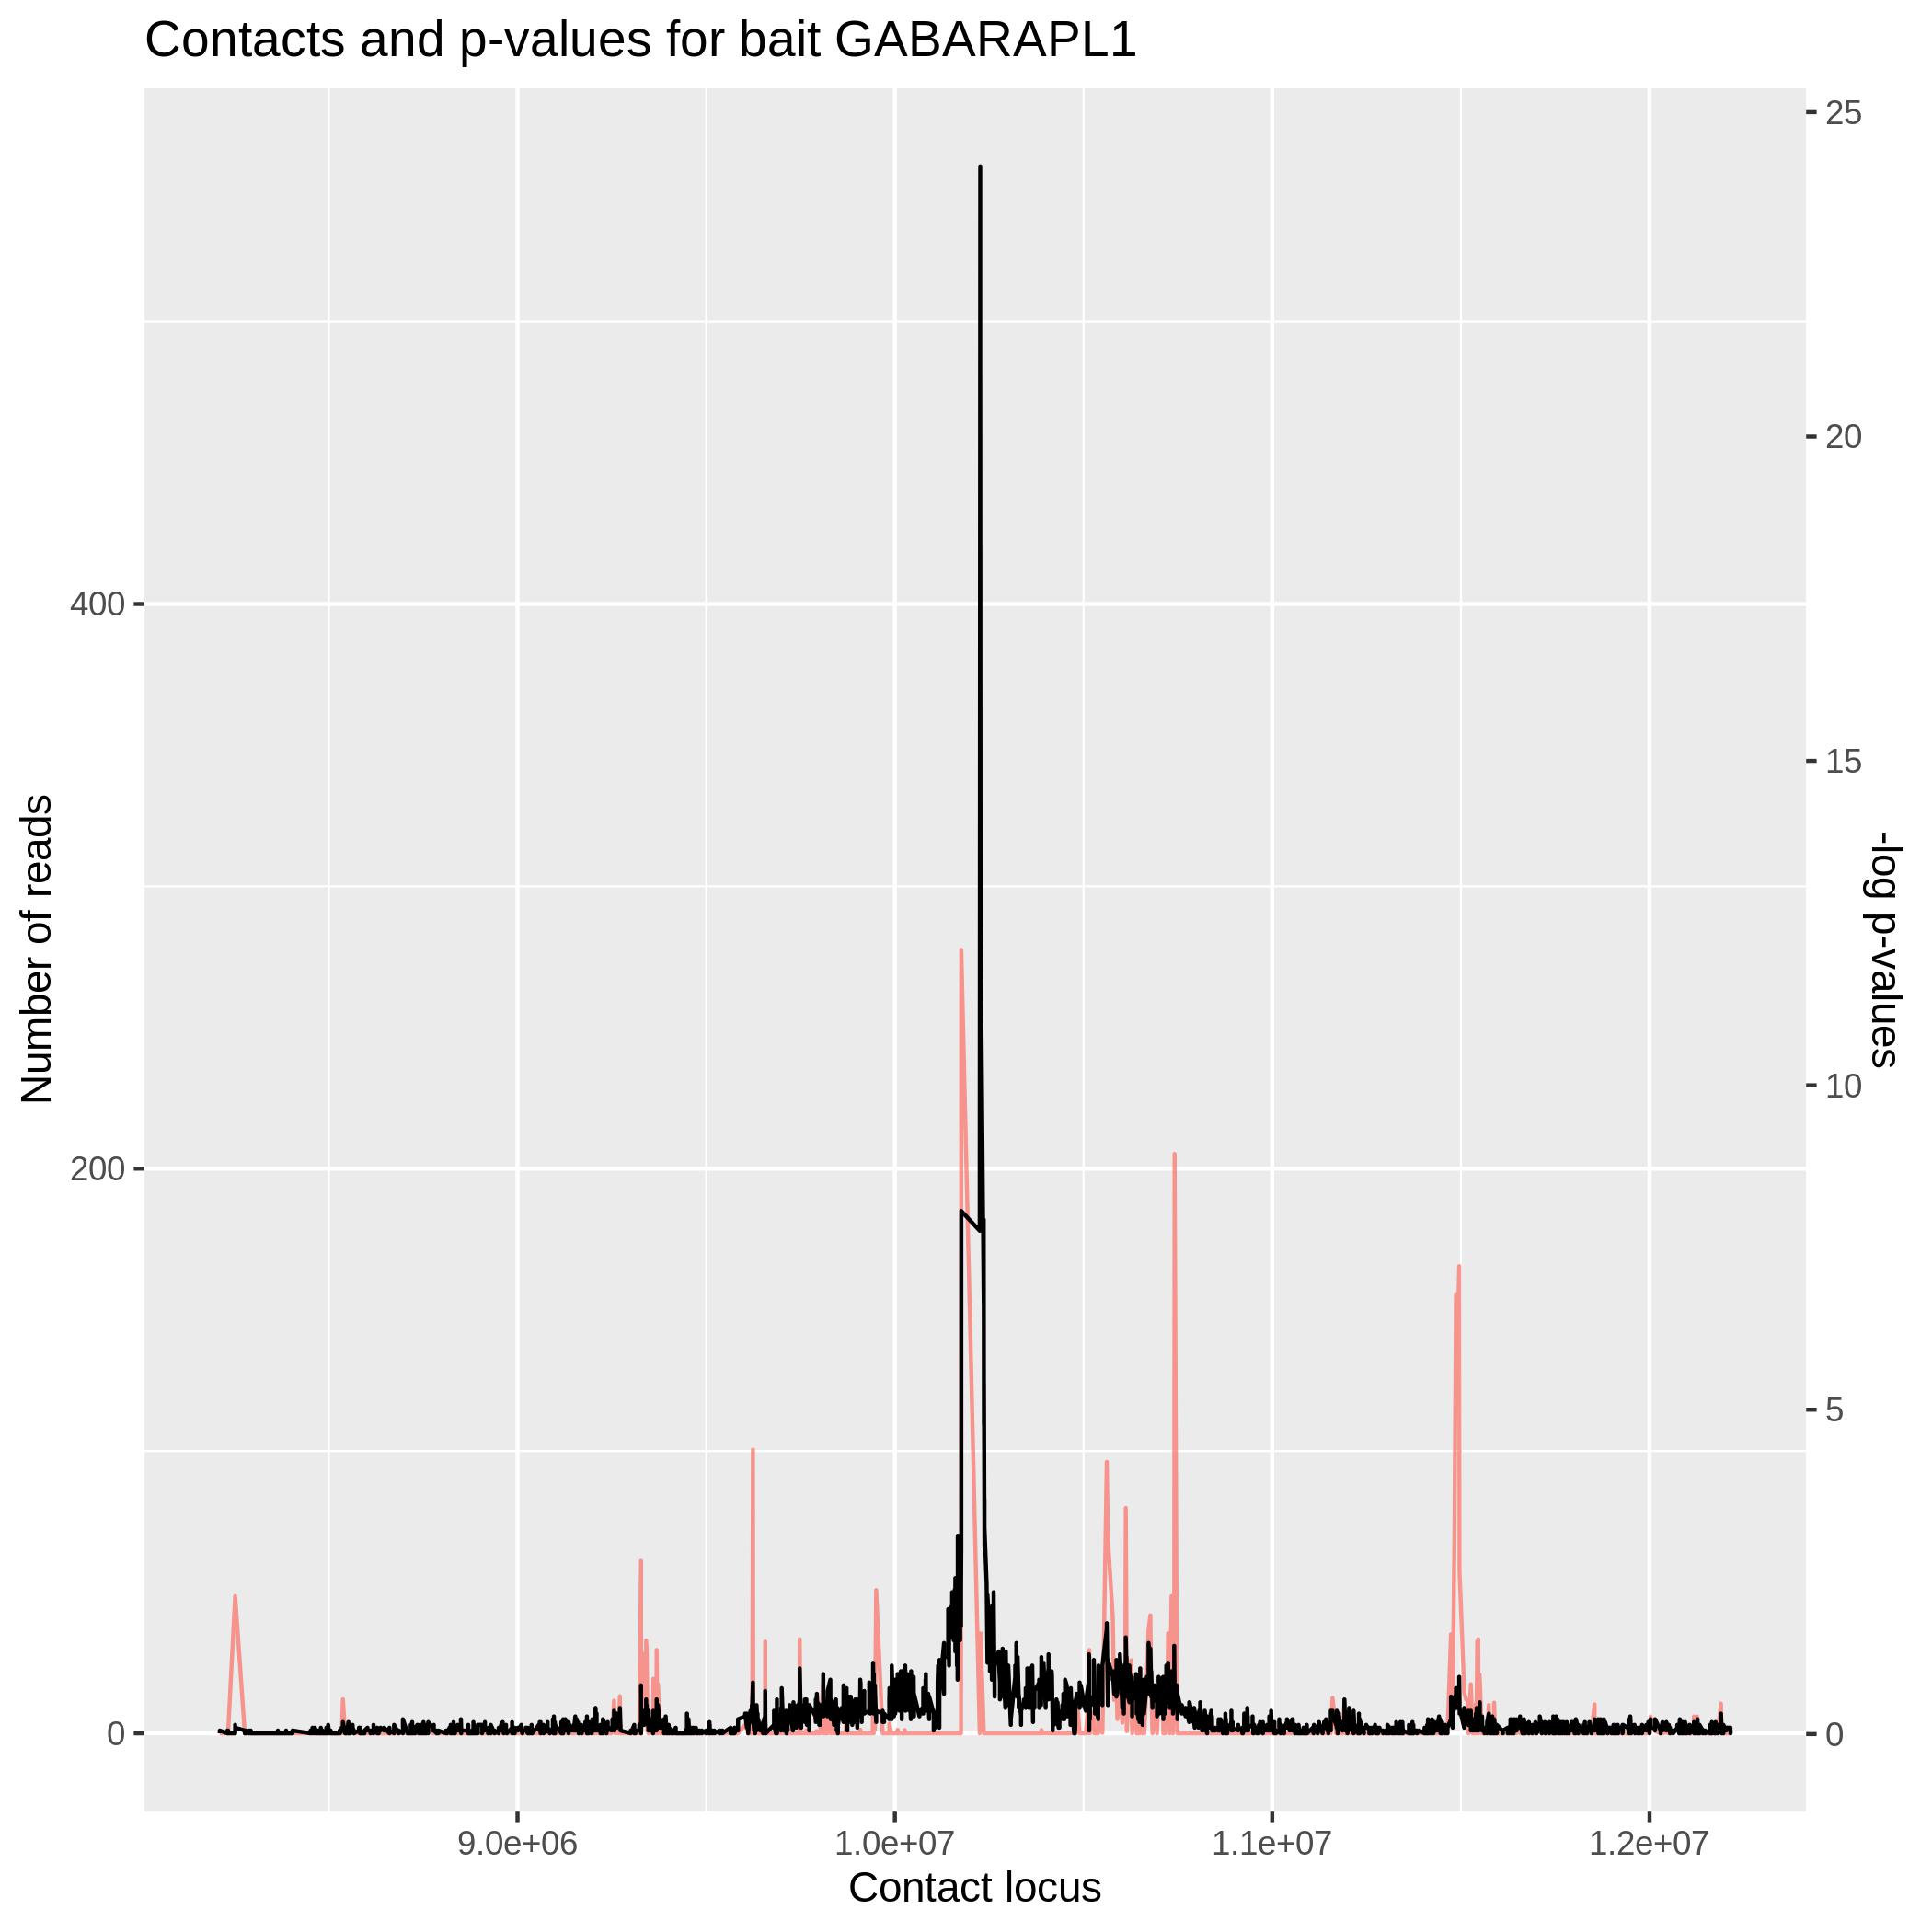 Contacts and p-values for bait GABARAPL1
25
20
400
15
Number of reads
-log p-values
10
200
5
0
0
9.0e+06 1.0e+07 1.1e+07 1.2e+07
Contact locus